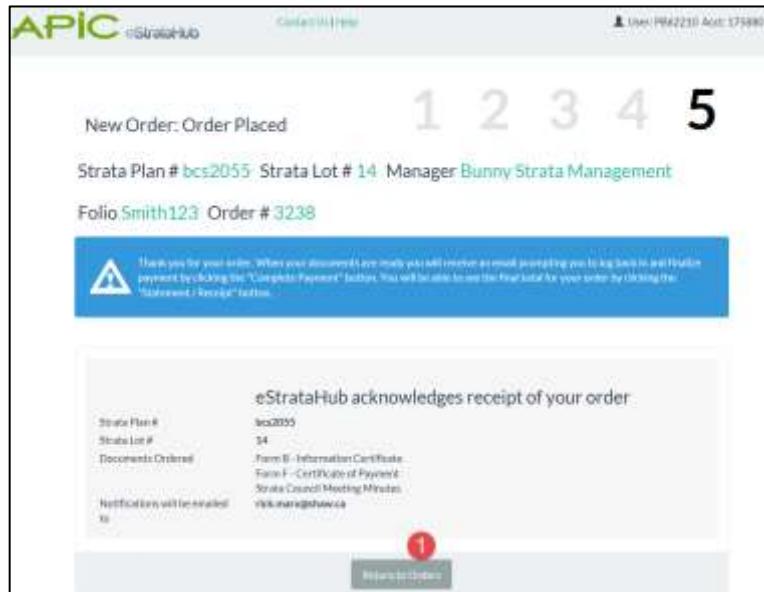 APIC eStrataHub
Contact Us | Help
User: PB62210 Acct: 175880
New Order: Order Placed
1 2 3 4 5
Strata Plan # bcs2055 Strata Lot # 14 Manager Bunny Strata Management
Folio Smith123 Order # 3238
Thank you for your order. When your documents are ready you will receive an email prompting you to log back in and finalize
payment by clicking the "Complete Payment" button. You will be able to see the final total for your order by clicking the
"Statement / Receipt" button.
eStrataHub acknowledges receipt of your order
Strata Plan # bcs2055
Strata Lot # 14
Documents Ordered Form B - Information Certificate
Form F - Certificate of Payment
Strata Council Meeting Minutes
Notifications will be emailed
to
1
Return to Orders